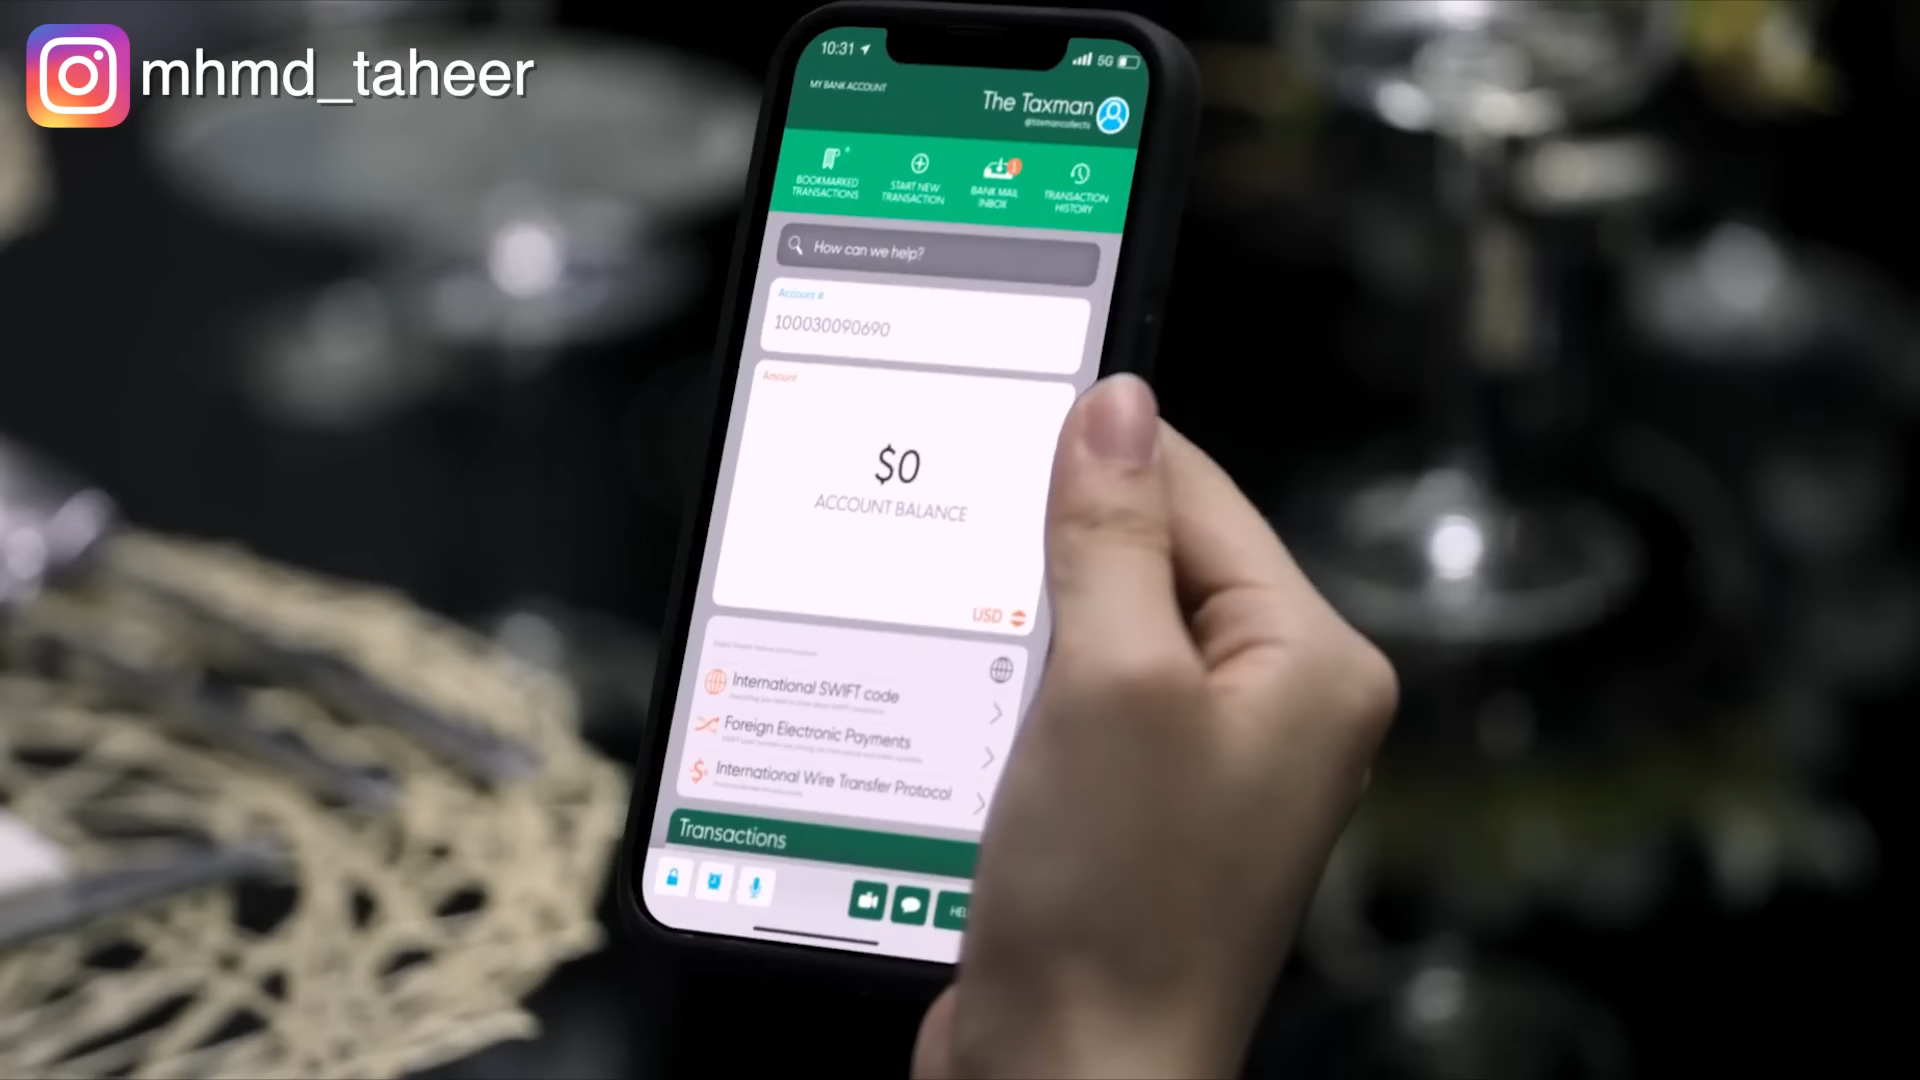 mhmd_taheer
10:31
5G
MY BANK ACCOUNT
The Taxman
@taxmancollects
BOOKMARKED
TRANSACTIONS
START NEW
TRANSACTION
BANK MAIL
INBOX
1
TRANSACTION
HISTORY
How can we help?
Account #
100030090690
Amount
$0
ACCOUNT BALANCE
USD
International SWIFT code
Foreign Electronic Payments
International Wire Transfer Protocol
Transactions